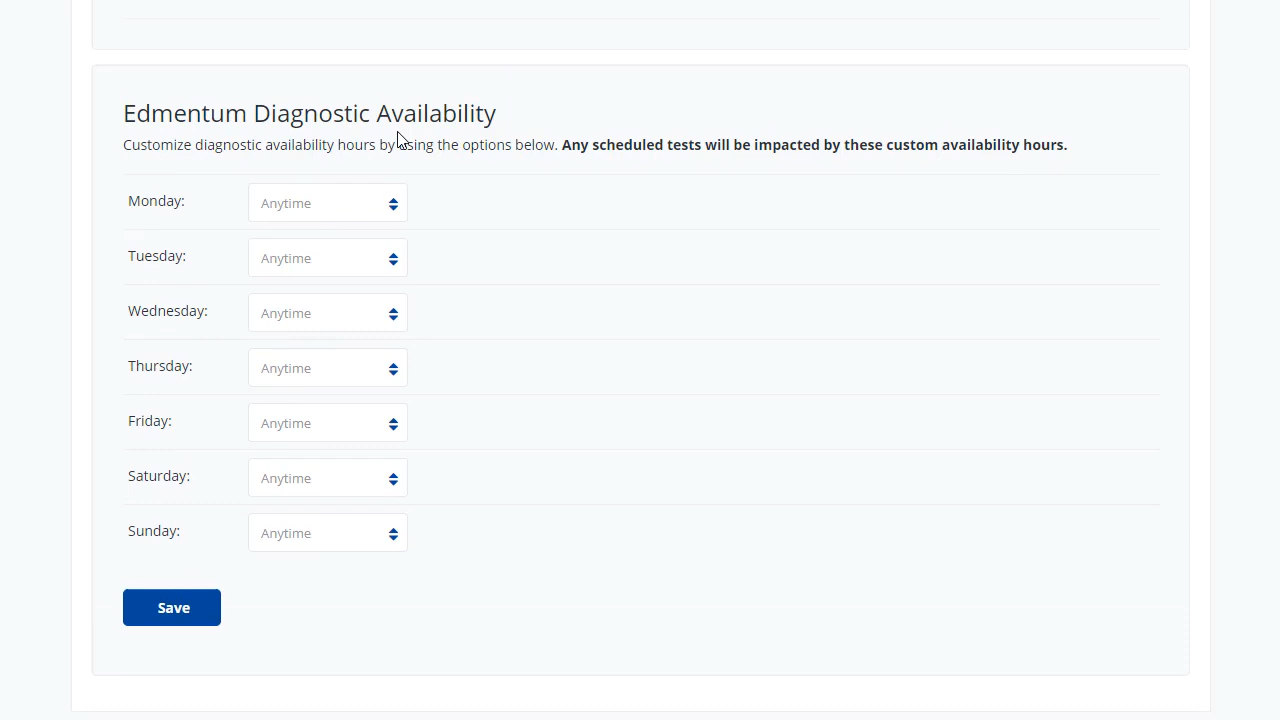 Edmentum Diagnostic Availability
Customize diagnostic availability hours by using the options below. Any scheduled tests will be impacted by these custom availability hours.
Monday: Anytime
Tuesday: Anytime
Wednesday: Anytime
Thursday: Anytime
Friday: Anytime
Saturday: Anytime
Sunday: Anytime
Save